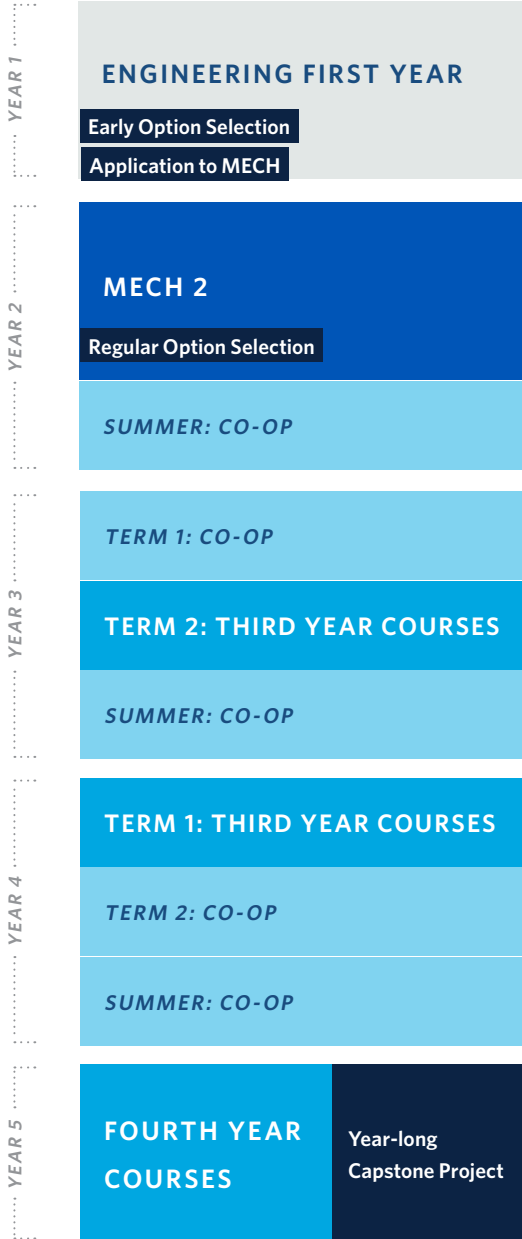 YEAR 1
ENGINEERING FIRST YEAR
Early Option Selection
Application to MECH
YEAR 2
MECH 2
Regular Option Selection
SUMMER: CO-OP
YEAR 3
TERM 1: CO-OP
TERM 2: THIRD YEAR COURSES
SUMMER: CO-OP
YEAR 4
TERM 1: THIRD YEAR COURSES
TERM 2: CO-OP
SUMMER: CO-OP
YEAR 5
FOURTH YEAR
COURSES
Year-long
Capstone Project